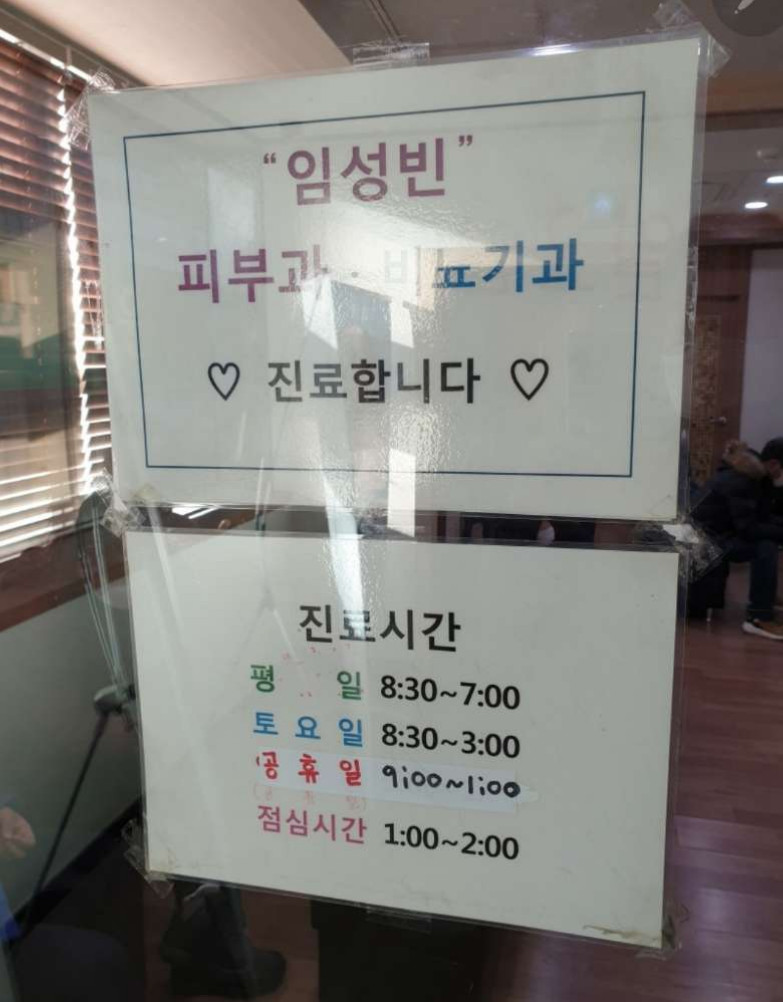 “임성빈”
피부과 · 비뇨기과
♡ 진료합니다 ♡
진료시간
평 일 8:30~7:00
토 요 일 8:30~3:00
공 휴 일 9:00~1:00
점심시간 1:00~2:00